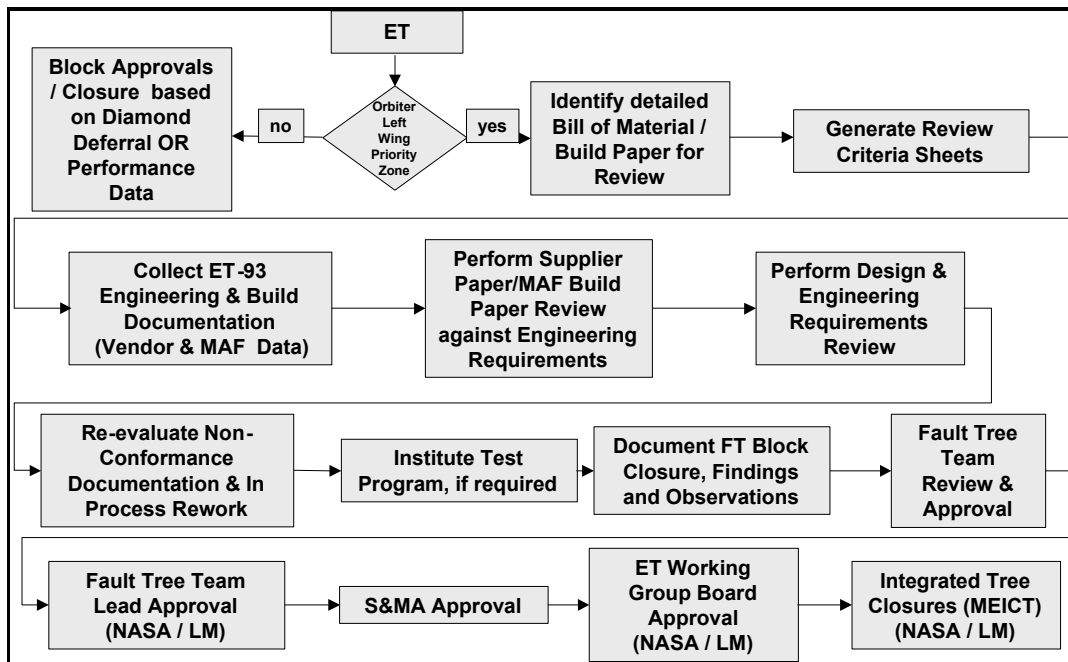 ET
Block Approvals
/ Closure based
on Diamond
Deferral OR
Performance
Data
no
Orbiter
Left
Wing
Priority
Zone
yes
Identify detailed
Bill of Material /
Build Paper for
Review
Generate Review
Criteria Sheets
Collect ET-93
Engineering & Build
Documentation
(Vendor & MAF Data)
Perform Supplier
Paper/MAF Build
Paper Review
against Engineering
Requirements
Perform Design &
Engineering
Requirements
Review
Re-evaluate Non-
Conformance
Documentation & In
Process Rework
Institute Test
Program, if required
Document FT Block
Closure, Findings
and Observations
Fault Tree
Team
Review &
Approval
Fault Tree Team
Lead Approval
(NASA / LM)
S&MA Approval
ET Working
Group Board
Approval
(NASA / LM)
Integrated Tree
Closures (MEICT)
(NASA / LM)